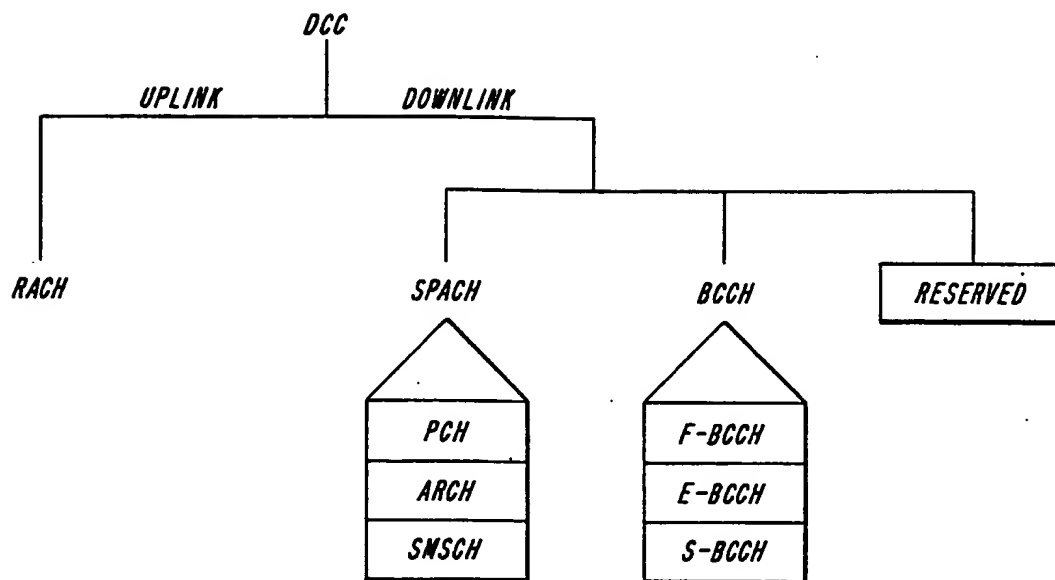 DCC
UPLINK DOWNLINK
RACH SPACH BCCH RESERVED
PCH F-BCCH
ARCH E-BCCH
SMSCH S-BCCH